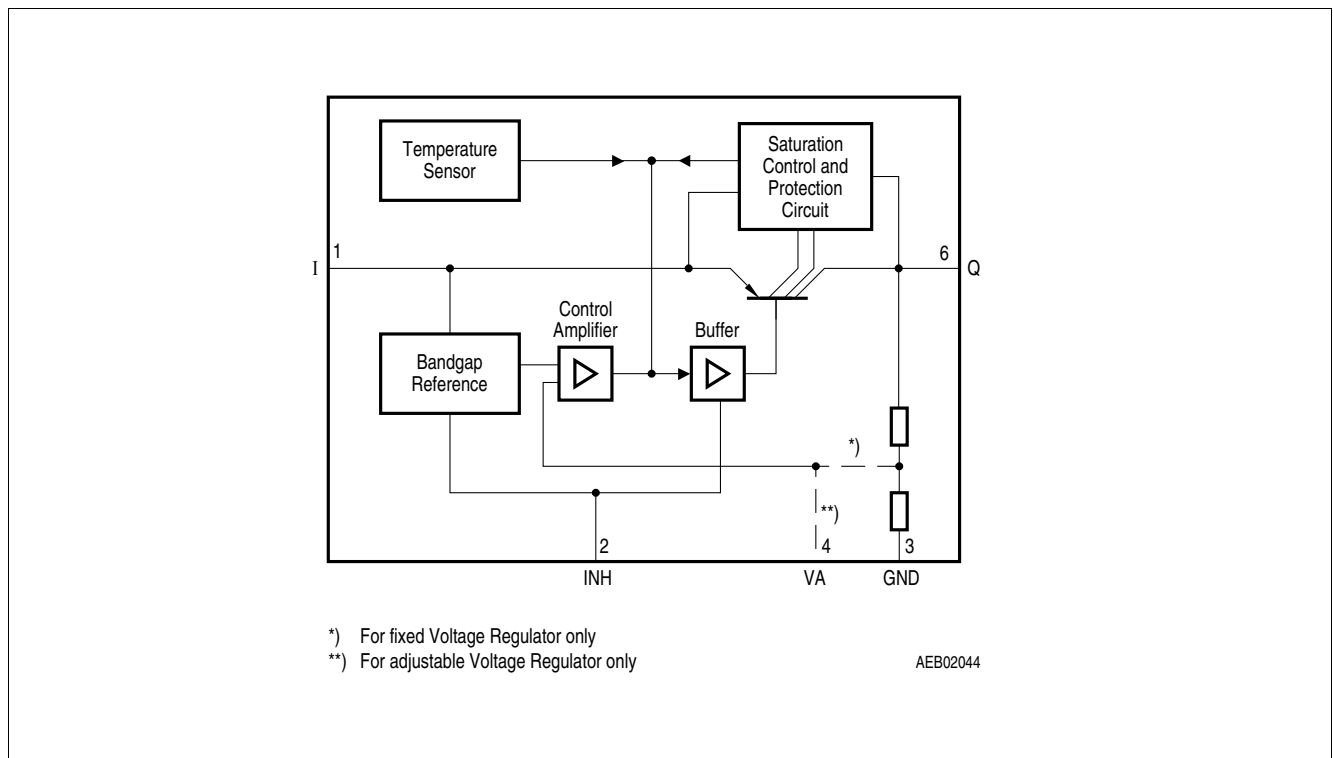 Temperature
Sensor
Saturation
Control and
Protection
Circuit
1
I
6
Q
Control
Amplifier
Buffer
Bandgap
Reference
*)
**)
2
4
3
INH
VA
GND
*) For fixed Voltage Regulator only
**) For adjustable Voltage Regulator only
AEB02044